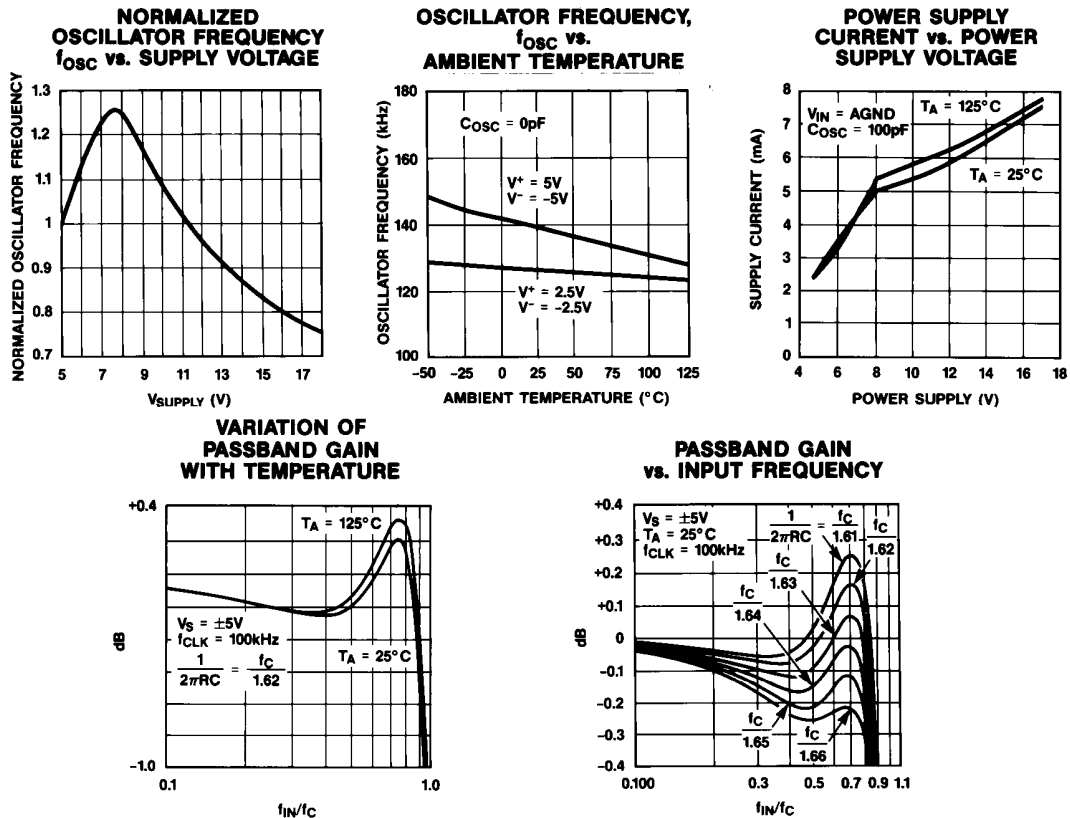 NORMALIZED
OSCILLATOR FREQUENCY
fOSC vs. SUPPLY VOLTAGE
NORMALIZED OSCILLATOR FREQUENCY
1.3
1.2
1.1
1
0.9
0.8
0.7
5 7 9 11 13 15 17
VSUPPLY (V)
OSCILLATOR FREQUENCY,
fOSC vs.
AMBIENT TEMPERATURE
OSCILLATOR FREQUENCY (kHz)
180
160
140
120
100
COSC = 0pF
V+ = 5V
V− = −5V
V+ = 2.5V
V− = −2.5V
−50 −25 0 25 50 75 100 125
AMBIENT TEMPERATURE (°C)
POWER SUPPLY
CURRENT vs. POWER
SUPPLY VOLTAGE
SUPPLY CURRENT (mA)
8
7
6
5
4
3
2
1
0
VIN = AGND
COSC = 100pF
TA = 125°C
TA = 25°C
4 6 8 10 12 14 16 18
POWER SUPPLY (V)
VARIATION OF
PASSBAND GAIN
WITH TEMPERATURE
dB
+0.4
−1.0
TA = 125°C
VS = ±5V
fCLK = 100kHz
1/2πRC = fC/1.62
TA = 25°C
0.1 1.0
fIN/fC
PASSBAND GAIN
vs. INPUT FREQUENCY
dB
+0.4
+0.3
+0.2
+0.1
0
−0.1
−0.2
−0.3
−0.4
VS = ±5V
TA = 25°C
fCLK = 100kHz
1/2πRC = fC/1.61
fC/1.62
fC/1.63
fC/1.64
fC/1.65
fC/1.66
0.100 0.3 0.5 0.7 0.9 1.1
fIN/fC